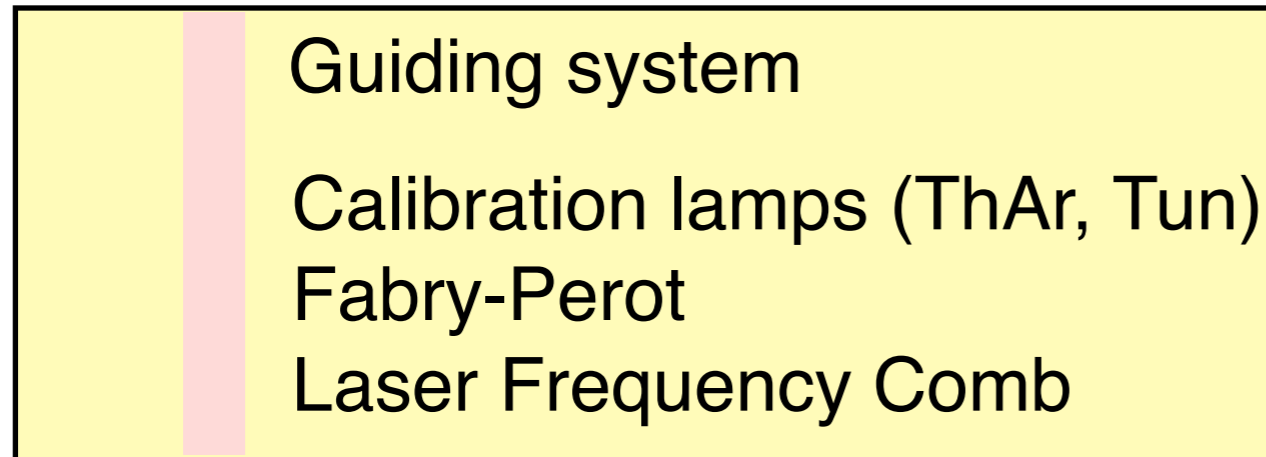 Guiding system
Calibration lamps (ThAr, Tun)
Fabry-Perot
Laser Frequency Comb